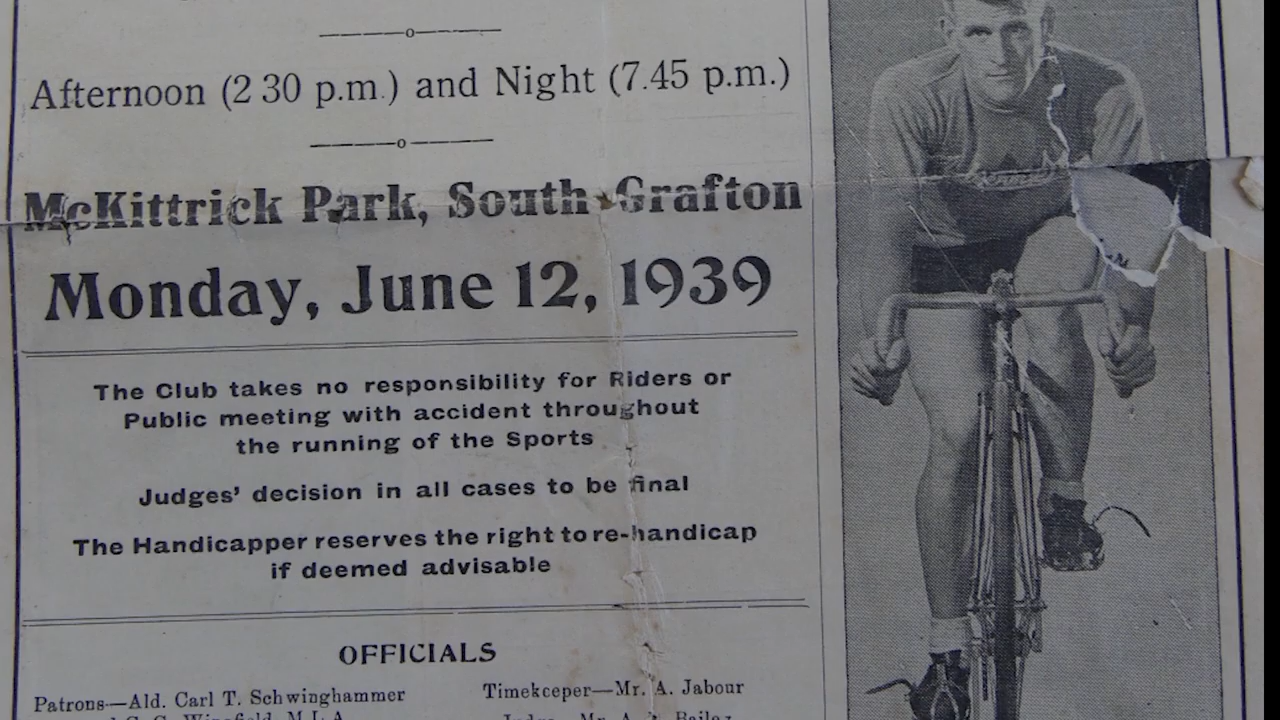 Afternoon (2 30 p.m.) and Night (7.45 p.m.)
McKittrick Park, South Grafton
Monday, June 12, 1939
The Club takes no responsibility for Riders or
Public meeting with accident throughout
the running of the Sports
Judges' decision in all cases to be final
The Handicapper reserves the right to re-handicap
if deemed advisable
OFFICIALS
Patrons—Ald. Carl T. Schwinghammer
Timekeeper—Mr. A. Jabour